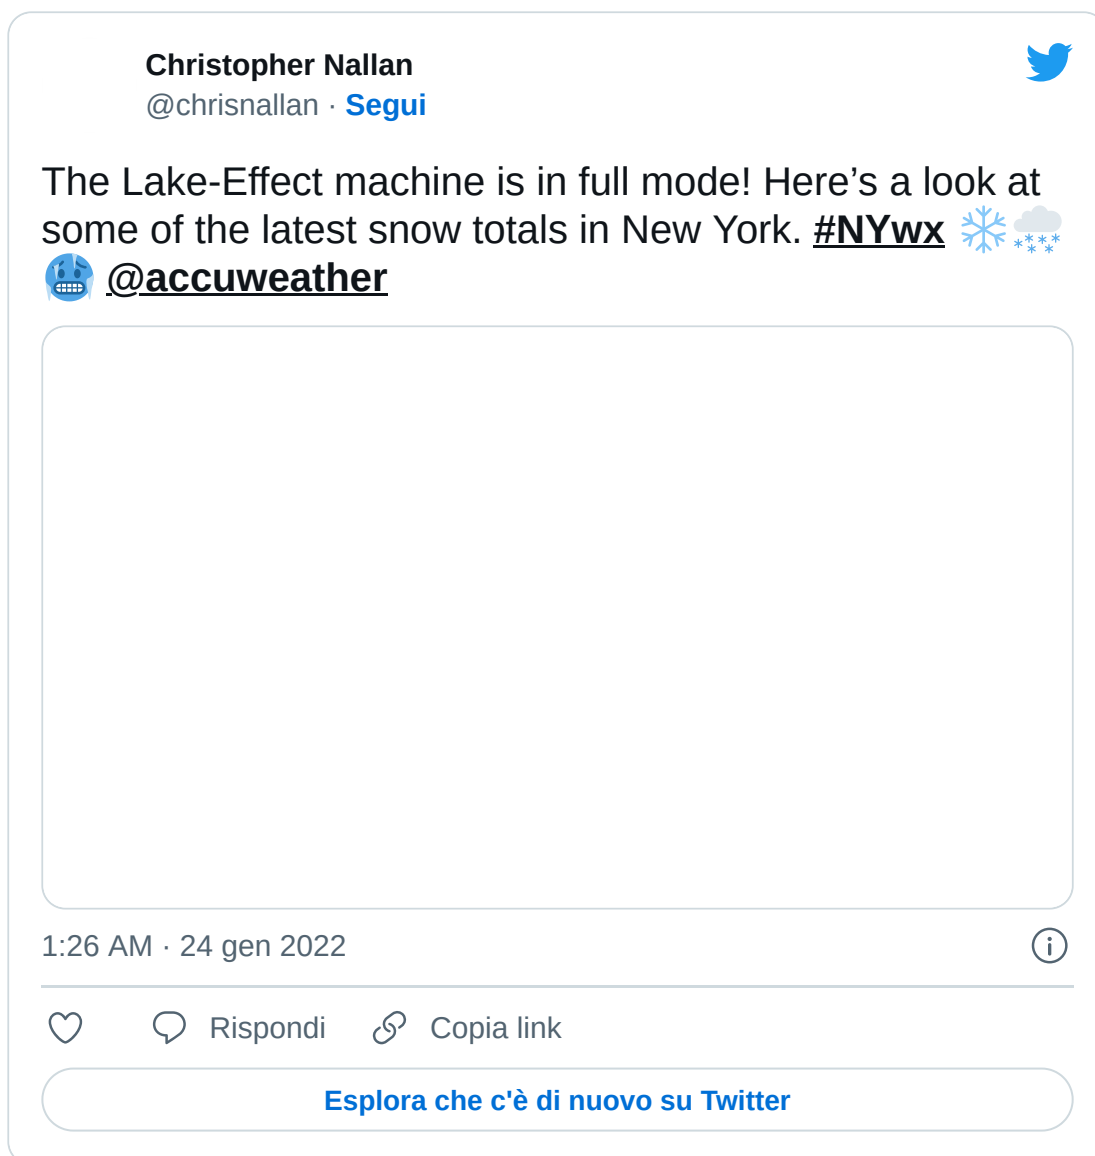 Christopher Nallan
@chrisnallan · Segui
The Lake-Effect machine is in full mode! Here’s a look at
some of the latest snow totals in New York. #NYwx ❄️🌨️
🥶 @accuweather
1:26 AM · 24 gen 2022
Rispondi Copia link
Esplora che c'è di nuovo su Twitter